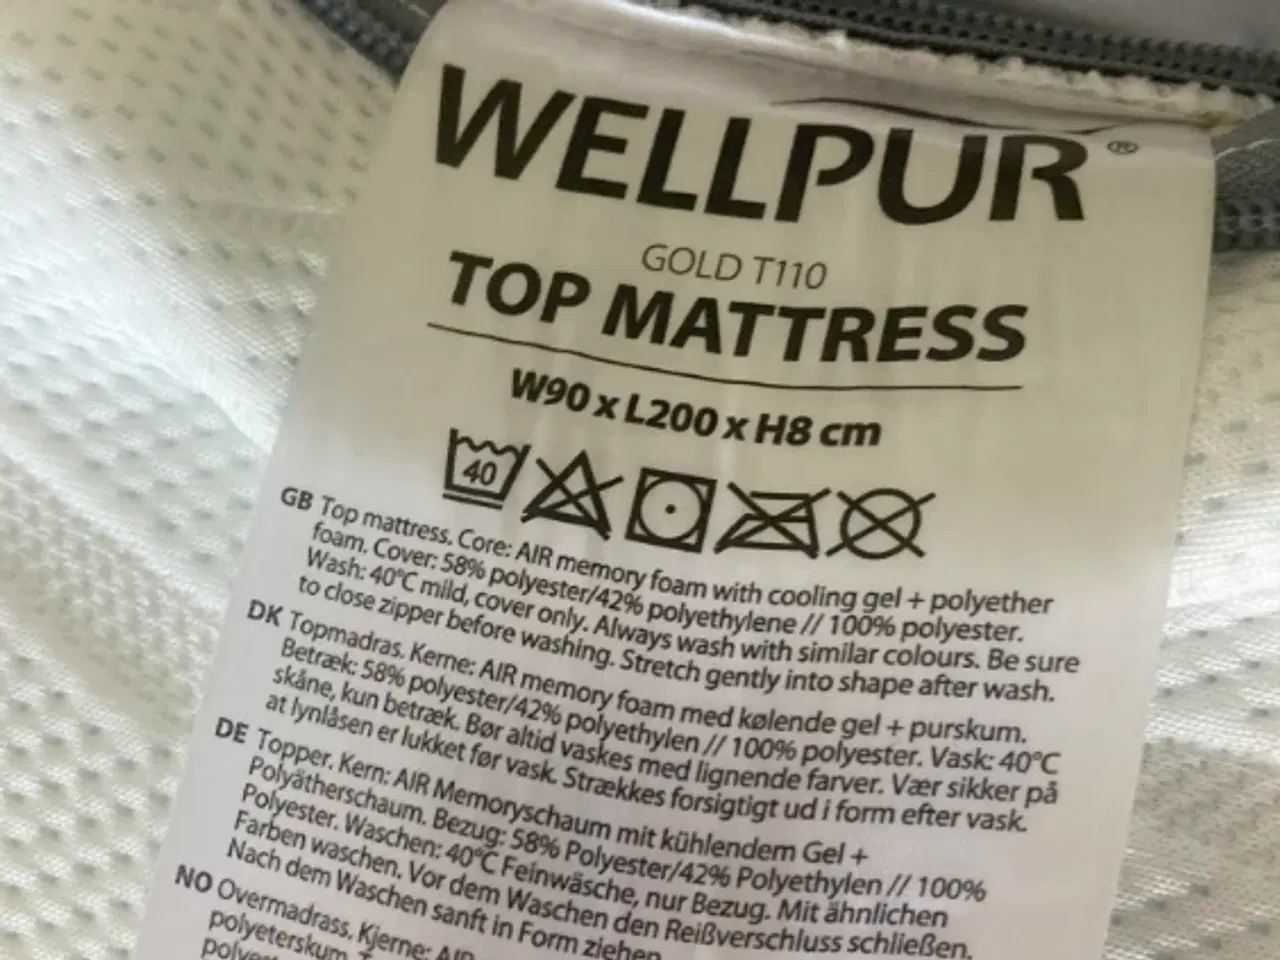 WELLPUR®
GOLD T110
TOP MATTRESS
W90 x L200 x H8 cm
40
GB Top mattress. Core: AIR memory foam with cooling gel + polyether
foam. Cover: 58% polyester/42% polyethylene // 100% polyester.
Wash: 40°C mild, cover only. Always wash with similar colours. Be sure
to close zipper before washing. Stretch gently into shape after wash.
DK Topmadras. Kerne: AIR memory foam med kølende gel + purskum.
Betræk: 58% polyester/42% polyethylen // 100% polyester. Vask: 40°C
skåne, kun betræk. Bør altid vaskes med lignende farver. Vær sikker på
at lynlåsen er lukket før vask. Strækkes forsigtigt ud i form efter vask.
DE Topper. Kern: AIR Memoryschaum mit kühlendem Gel +
Polyätherschaum. Bezug: 58% Polyester/42% Polyethylen // 100%
Polyester. Waschen: 40°C Feinwäsche, nur Bezug. Mit ähnlichen
Farben waschen. Vor dem Waschen den Reißverschluss schließen.
Nach dem Waschen sanft in Form ziehen.
NO Overmadrass. Kjerne: AIR
polyeterskum.